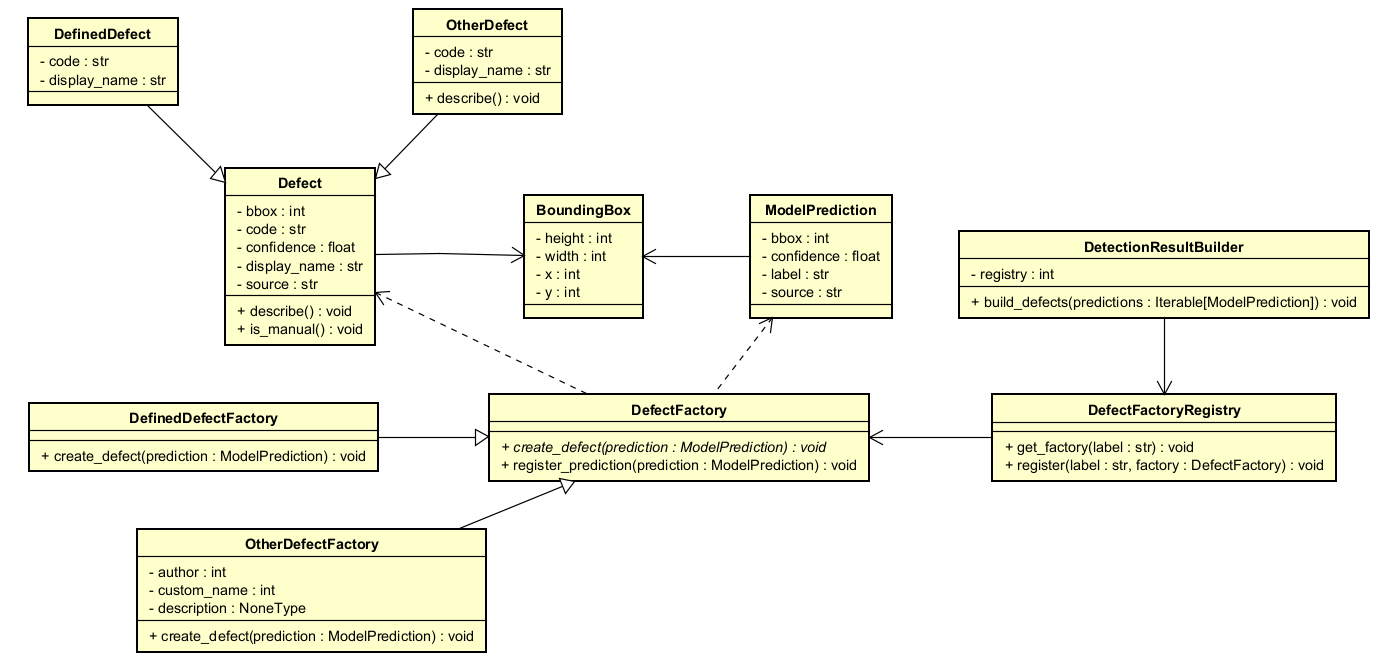 DefinedDefect
- code : str
- display_name : str
OtherDefect
- code : str
- display_name : str
+ describe() : void
Defect
- bbox : int
- code : str
- confidence : float
- display_name : str
- source : str
+ describe() : void
+ is_manual() : void
BoundingBox
- height : int
- width : int
- x : int
- y : int
ModelPrediction
- bbox : int
- confidence : float
- label : str
- source : str
DetectionResultBuilder
- registry : int
+ build_defects(predictions : Iterable[ModelPrediction]) : void
DefinedDefectFactory
+ create_defect(prediction : ModelPrediction) : void
DefectFactory
+ create_defect(prediction : ModelPrediction) : void
+ register_prediction(prediction : ModelPrediction) : void
DefectFactoryRegistry
+ get_factory(label : str) : void
+ register(label : str, factory : DefectFactory) : void
OtherDefectFactory
- author : int
- custom_name : int
- description : NoneType
+ create_defect(prediction : ModelPrediction) : void